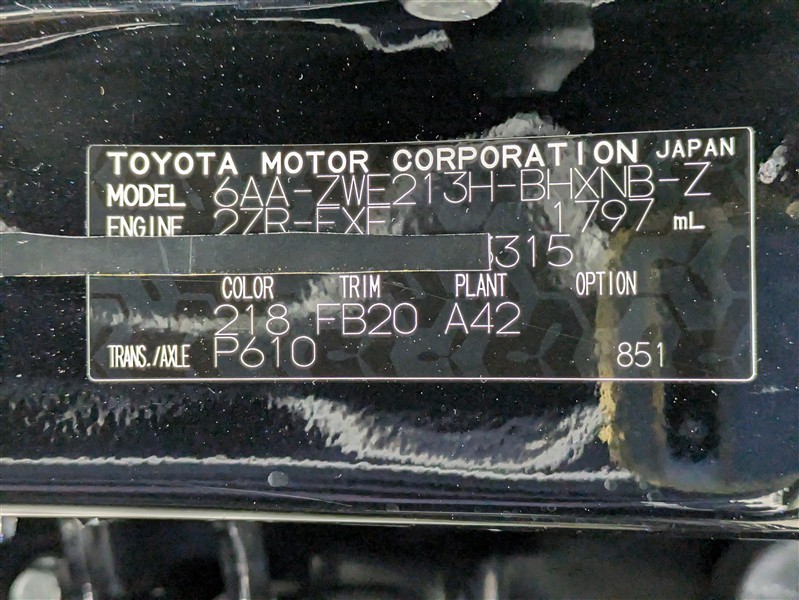 TOYOTA MOTOR CORPORATION JAPAN
MODEL 6AA-ZWE213H-BHXNB-Z
ENGINE 2ZR-FXE 1797 mL
315
COLOR TRIM PLANT OPTION
218 FB20 A42
TRANS./AXLE P610 851